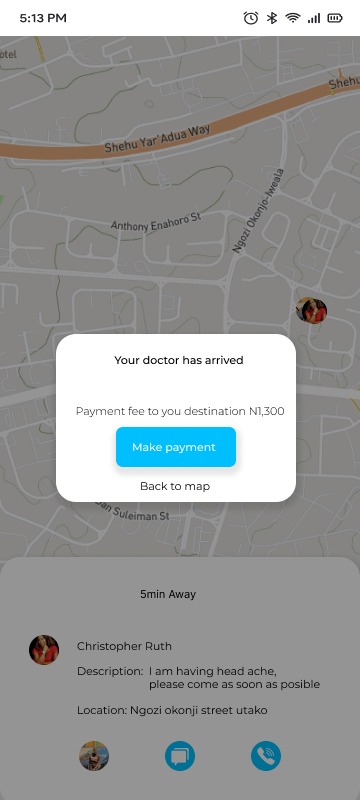 5:13 PM
otel
Shehu
Shehu Yar'Adua Way
Ngozi Okonjo-Iweala
Anthony Enahoro St
Your doctor has arrived
Payment fee to you destination N1,300
Make payment
Back to map
Dan Suleiman St
5min Away
Christopher Ruth
Description: I am having head ache,
please come as soon as posible
Location: Ngozi okonji street utako